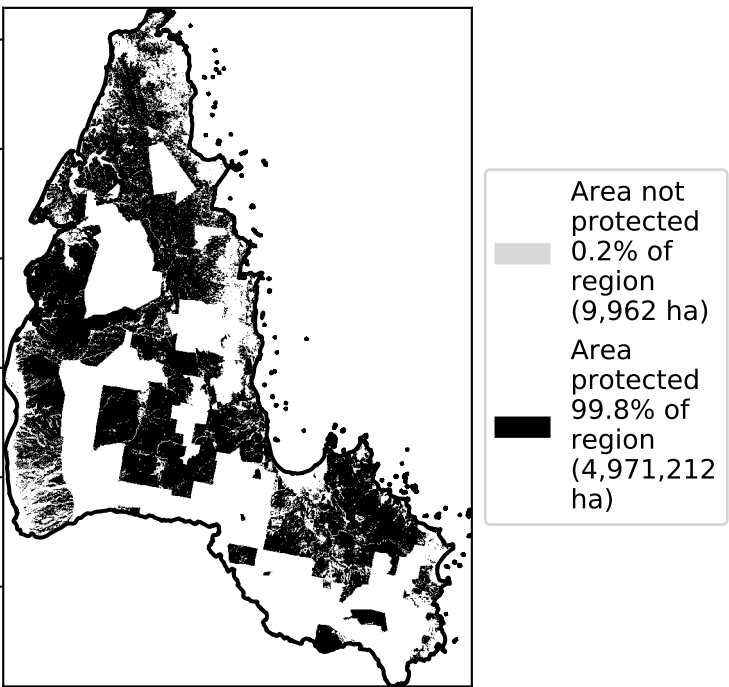 Area not
protected
0.2% of
region
(9,962 ha)
Area
protected
99.8% of
region
(4,971,212
ha)